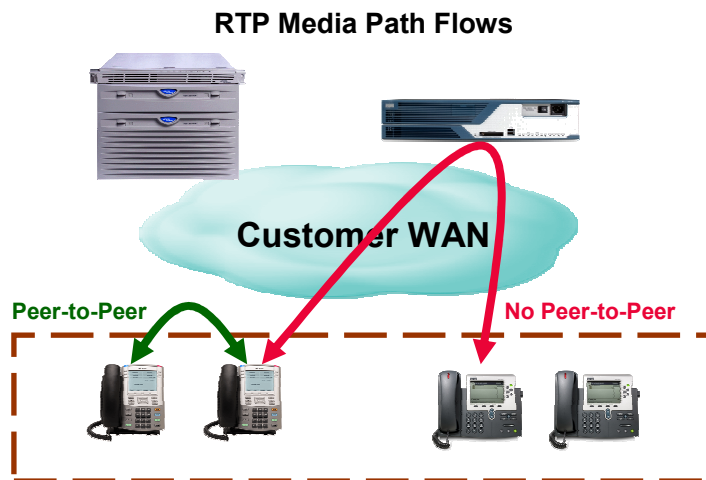 RTP Media Path Flows
Customer WAN
Peer-to-Peer
No Peer-to-Peer